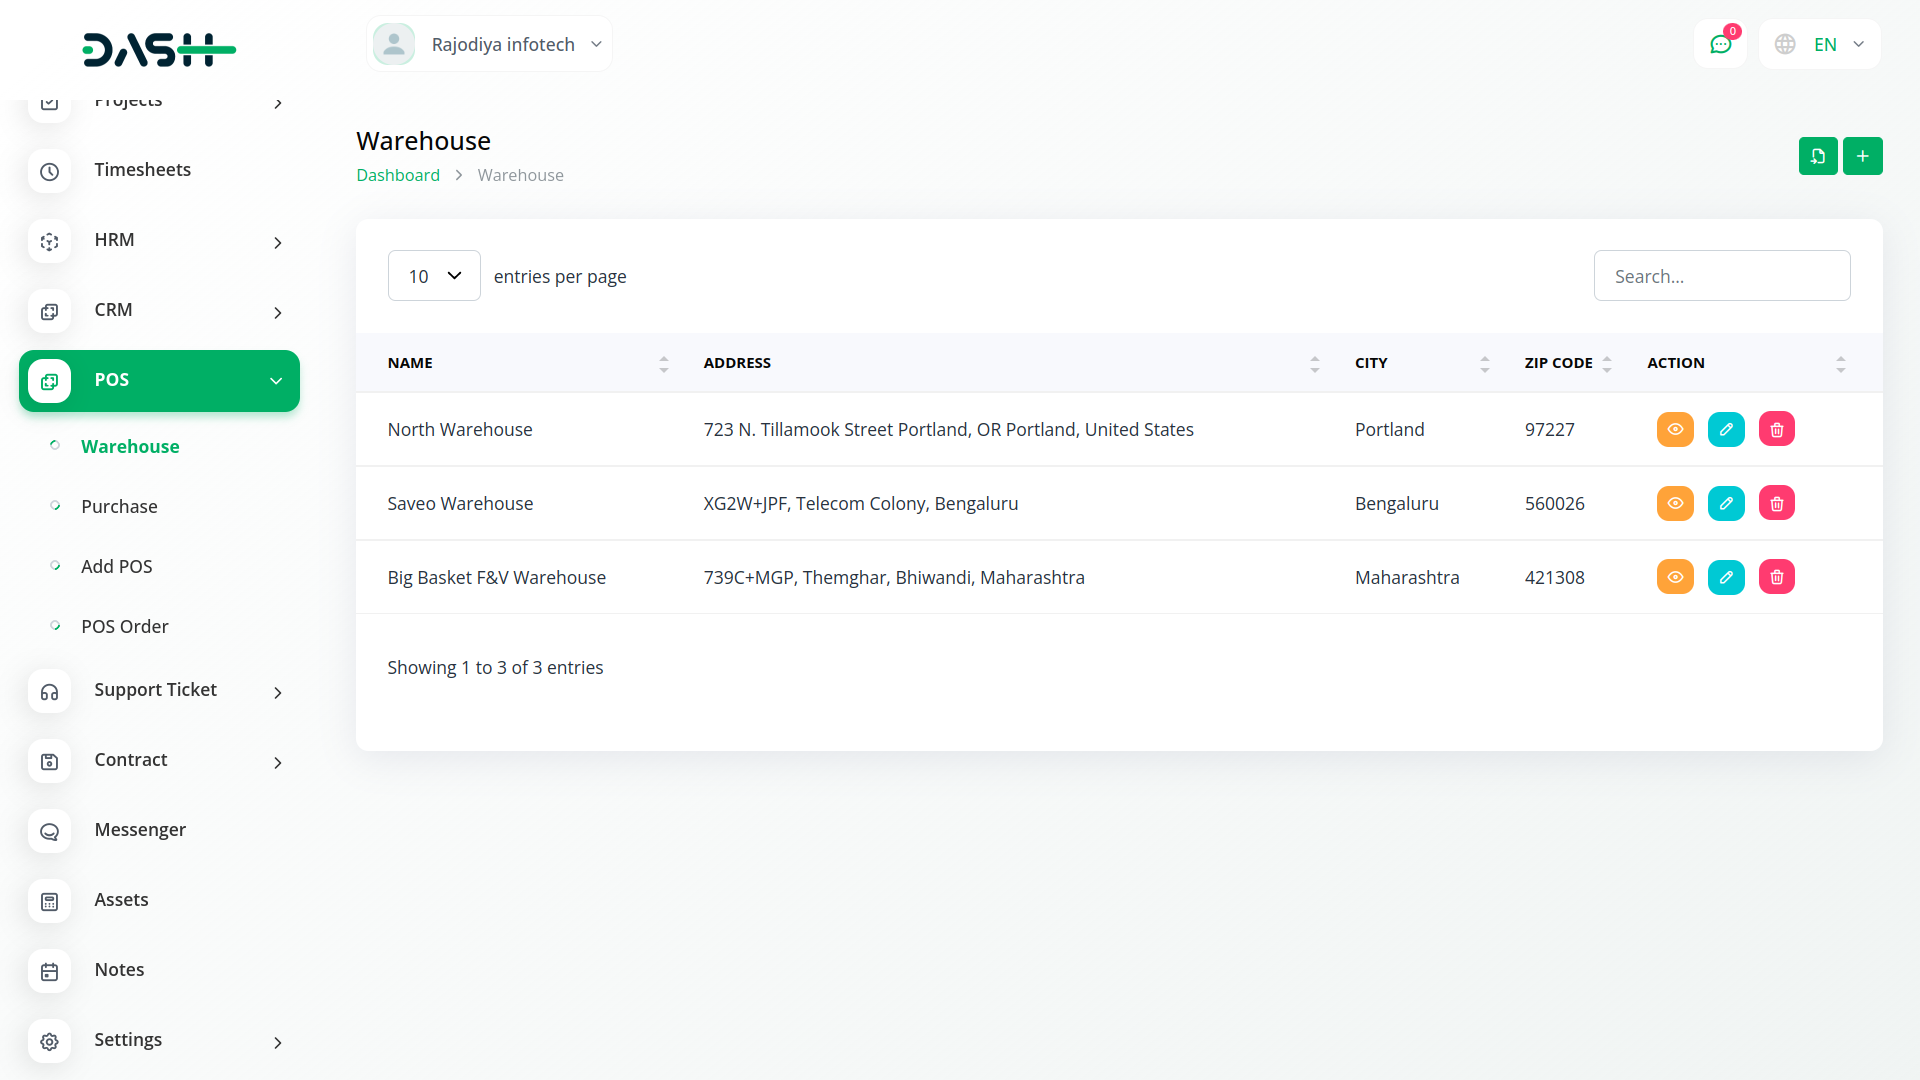 DASH
Rajodiya infotech
0
EN
Projects
Timesheets
HRM
CRM
POS
Warehouse
Purchase
Add POS
POS Order
Support Ticket
Contract
Messenger
Assets
Notes
Settings
Warehouse
Dashboard > Warehouse
10 entries per page
Search...
NAME ADDRESS CITY ZIP CODE ACTION
North Warehouse 723 N. Tillamook Street Portland, OR Portland, United States Portland 97227
Saveo Warehouse XG2W+JPF, Telecom Colony, Bengaluru Bengaluru 560026
Big Basket F&V Warehouse 739C+MGP, Themghar, Bhiwandi, Maharashtra Maharashtra 421308
Showing 1 to 3 of 3 entries